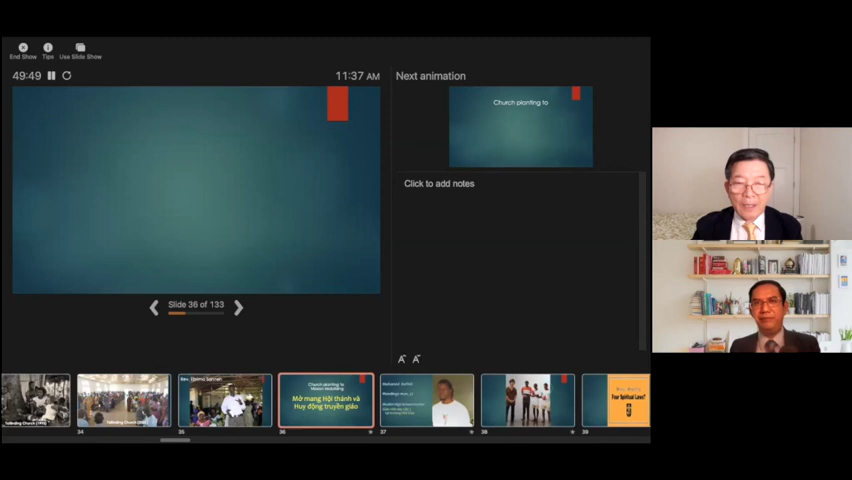 End Show Tips Use Slide Show
49:49
11:37 AM
Next animation
Church planting to
Click to add notes
Slide 36 of 133
Rev.
Church planting to
Mission Mobilizing
Mở mang Hội thánh và
Huy động truyền giáo
Four Spiritual Laws?
34
35
36
37
38
39